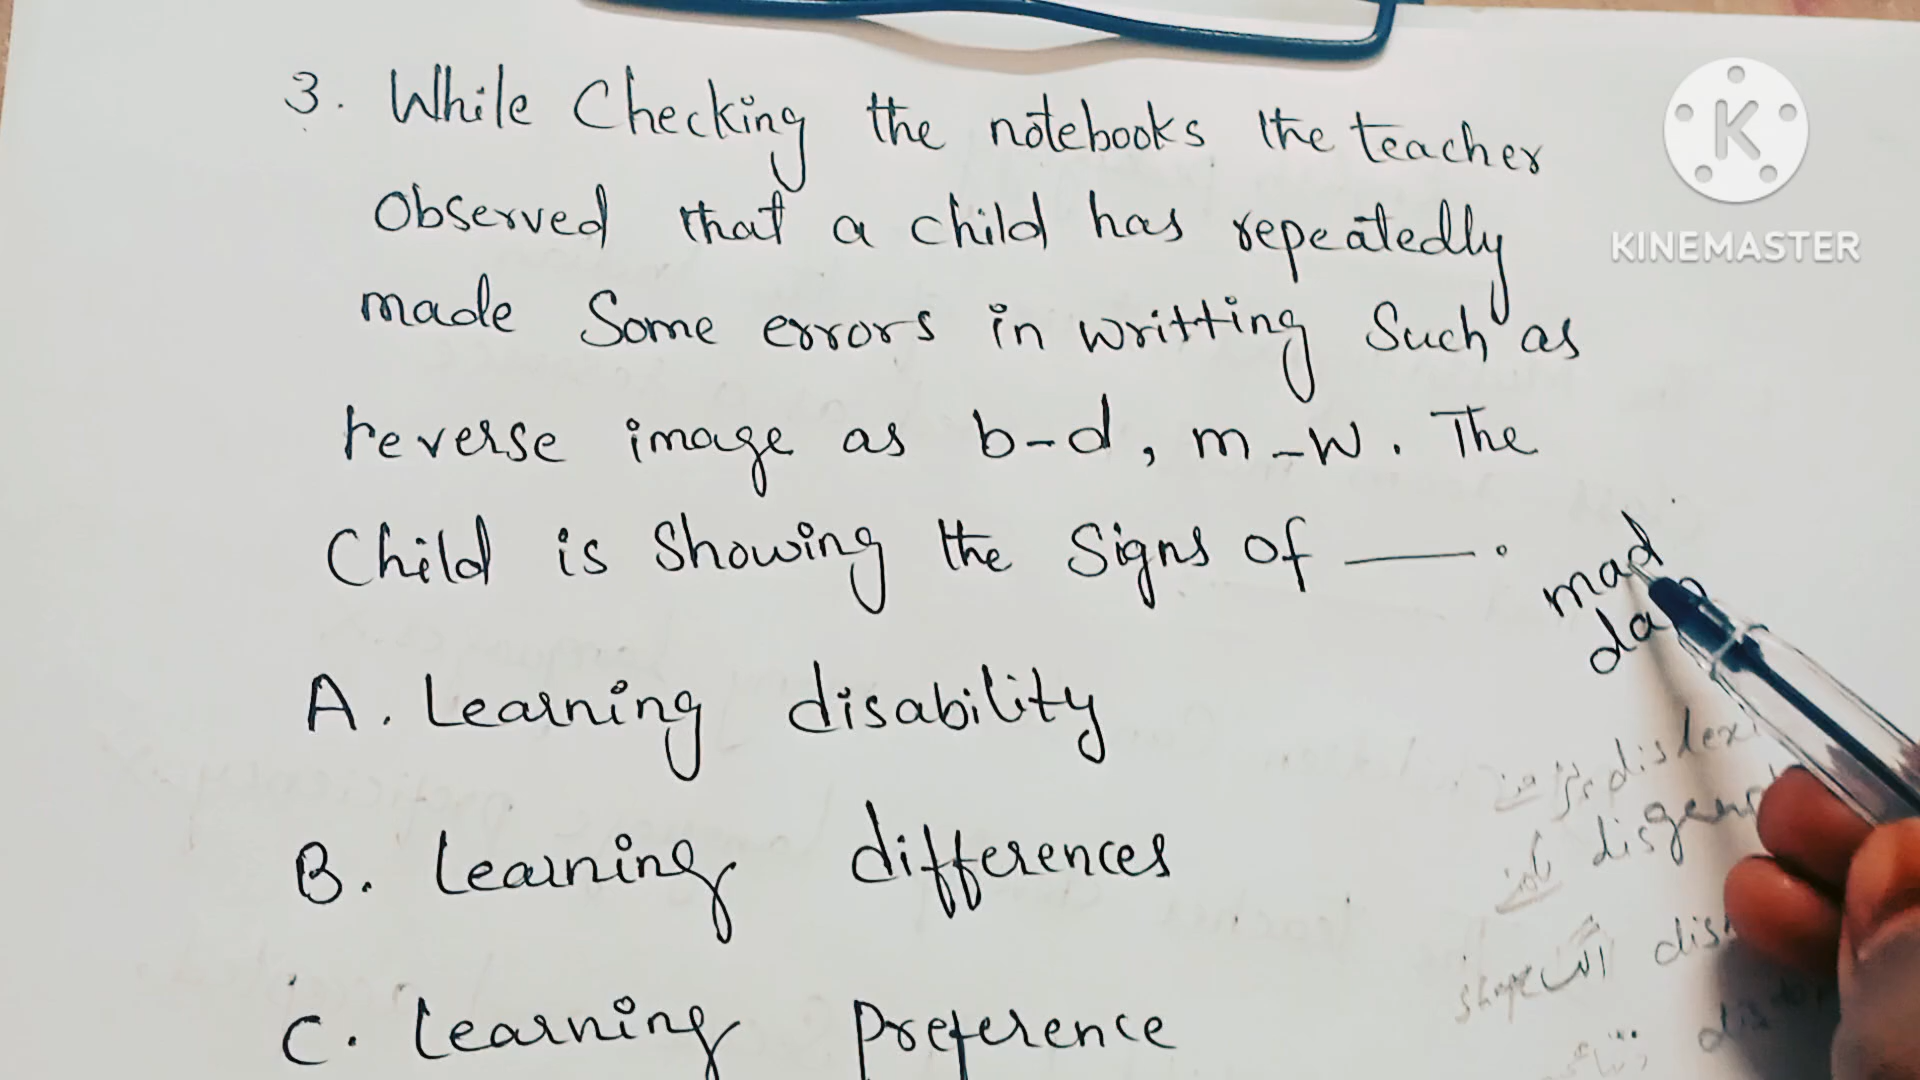 3. While Checking the notebooks the teacher
KINEMASTER
Observed that a child has repeatedly
made Some errors in writting Such as
reverse image as b-d, m-w. The
Child is Showing the Signs of —.
mad
A. Learning disability
B. Learning differences
C. Learning Preference